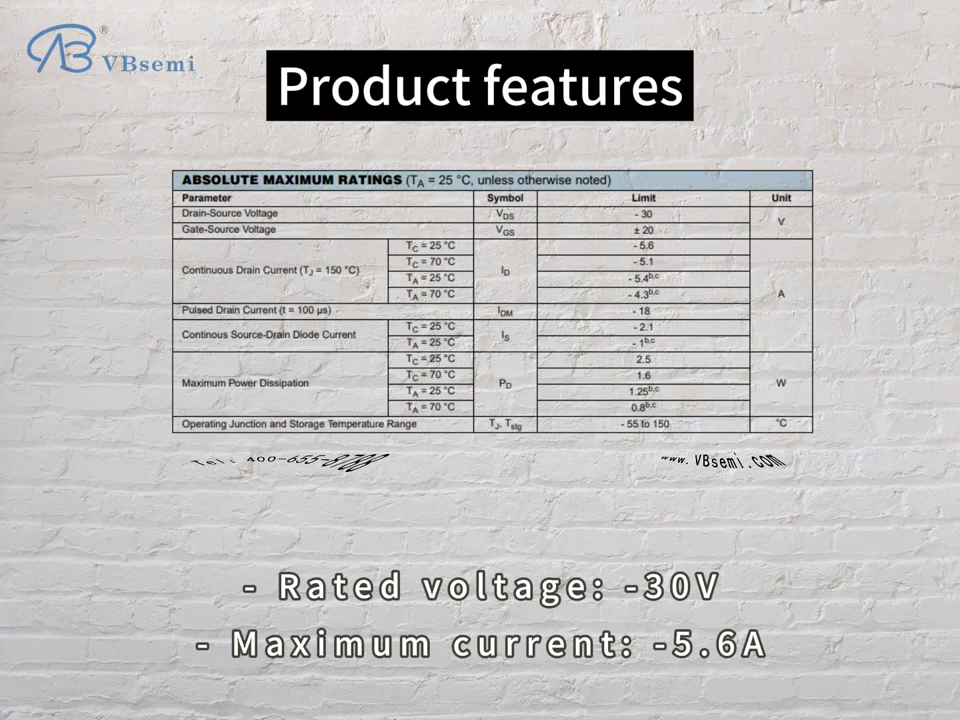 VBsemi
®
Product features
ABSOLUTE MAXIMUM RATINGS (TA = 25 °C, unless otherwise noted)
Parameter Symbol Limit Unit
Drain-Source Voltage VDS - 30 V
Gate-Source Voltage VGS ± 20
Continuous Drain Current (TJ = 150 °C) TC = 25 °C ID - 5.6 A
TC = 70 °C - 5.1
TA = 25 °C - 5.4b,c
TA = 70 °C - 4.3b,c
Pulsed Drain Current (t = 100 µs) IDM - 18
Continous Source-Drain Diode Current TC = 25 °C IS - 2.1
TA = 25 °C - 1b,c
Maximum Power Dissipation TC = 25 °C PD 2.5 W
TC = 70 °C 1.6
TA = 25 °C 1.25b,c
TA = 70 °C 0.8b,c
Operating Junction and Storage Temperature Range TJ, Tstg - 55 to 150 °C
Tel: 400-655-8788
www.VBsemi.com
- Rated voltage: -30V
- Maximum current: -5.6A